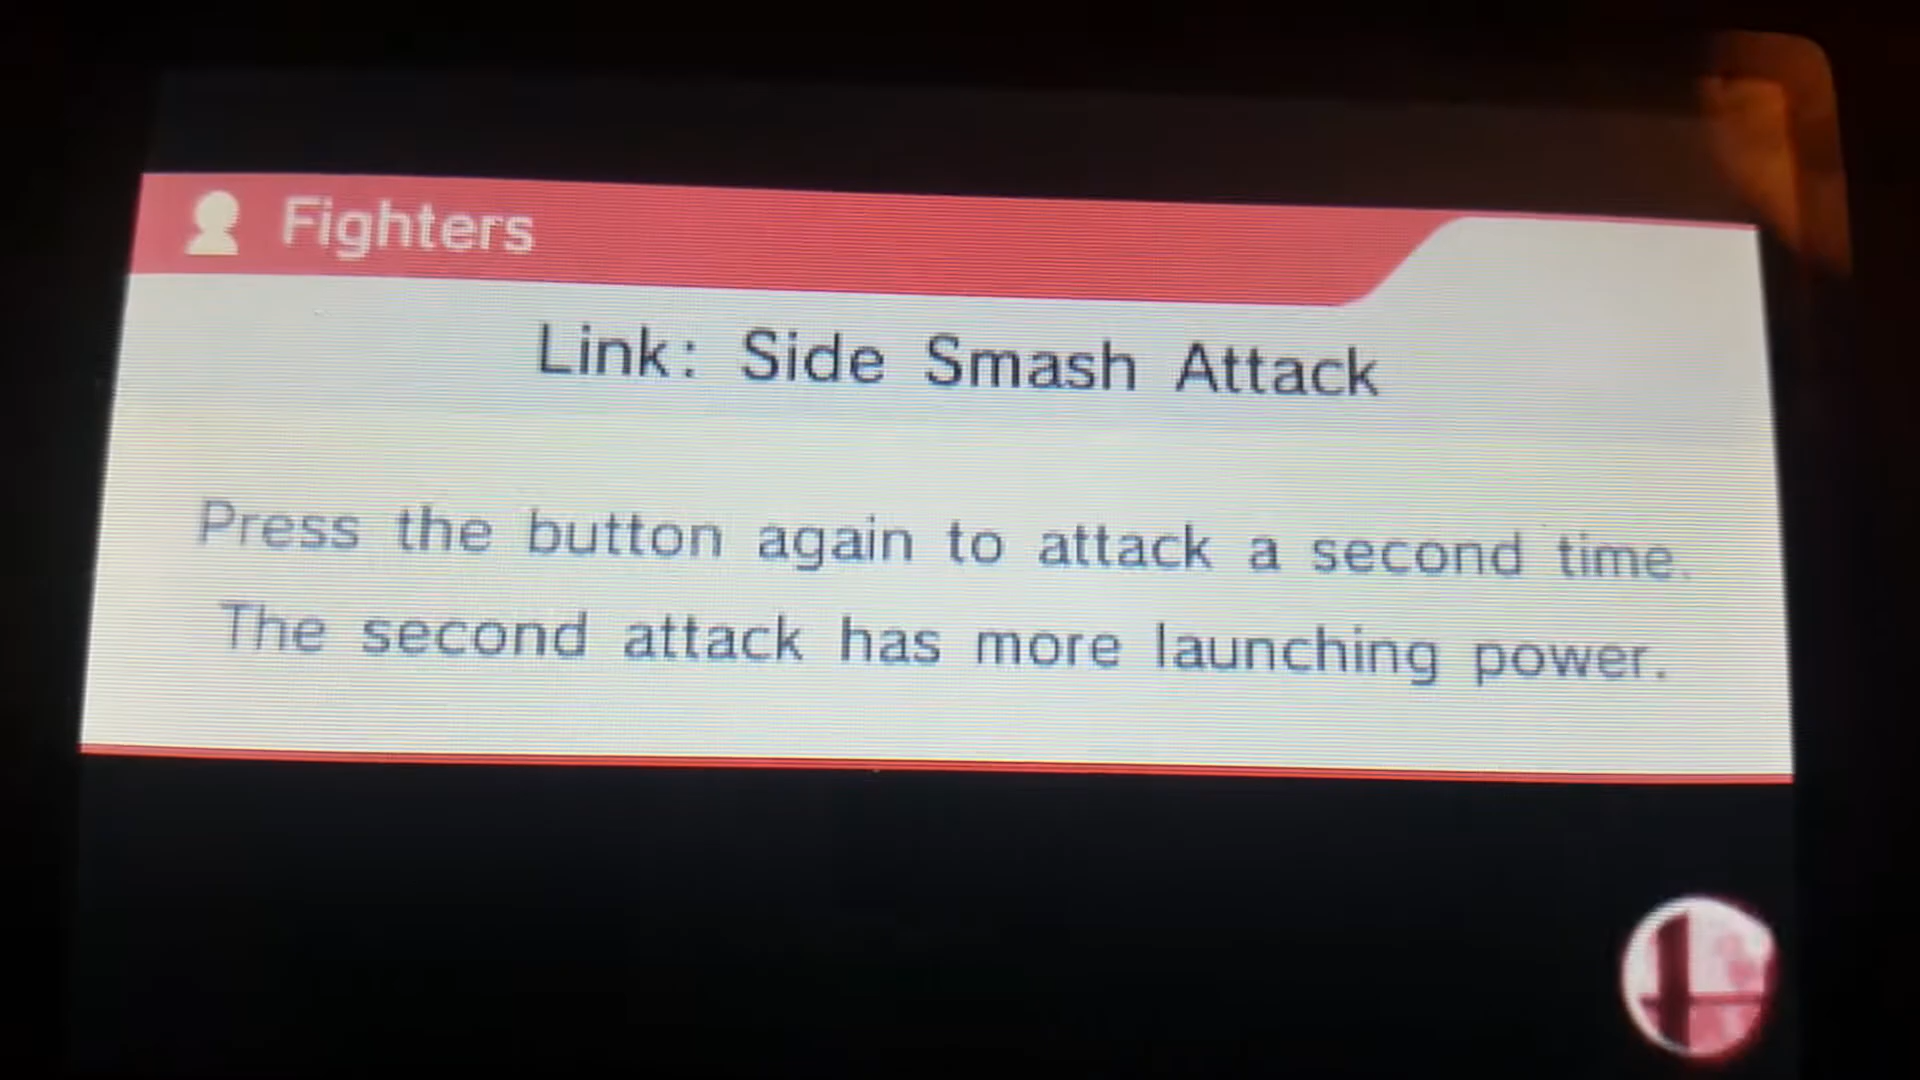 Fighters
Link: Side Smash Attack
Press the button again to attack a second time.
The second attack has more launching power.